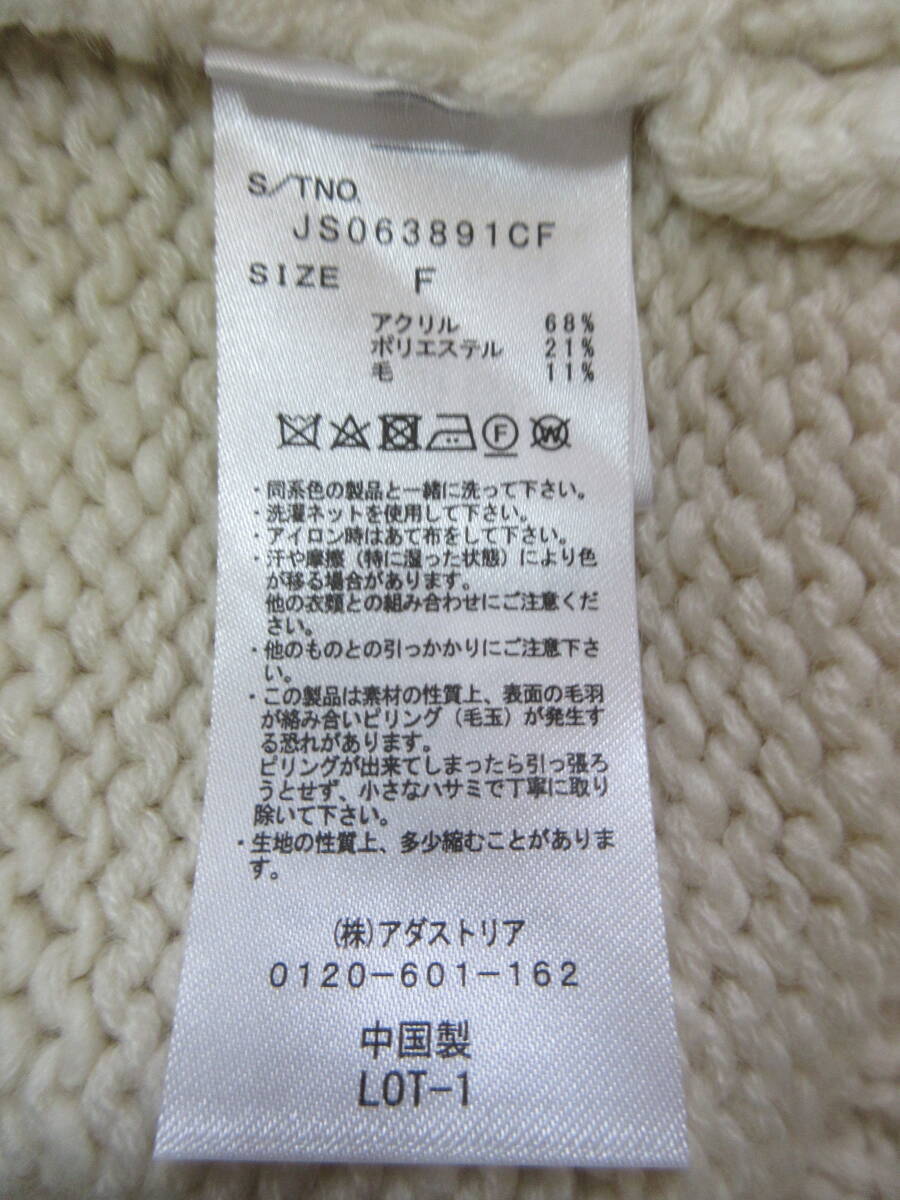 S/TNO.
JS063891CF
SIZE F
アクリル 68%
ポリエステル 21%
毛 11%
F W
・同系色の製品と一緒に洗って下さい。
・洗濯ネットを使用して下さい。
・アイロン時はあて布をして下さい。
・汗や摩擦（特に湿った状態）により色
が移る場合があります。
他の衣類との組み合わせにご注意くだ
さい。
・他のものとの引っかかりにご注意下さ
い。
・この製品は素材の性質上、表面の毛羽
が絡み合いピリング（毛玉）が発生す
る恐れがあります。
ピリングが出来てしまったら引っ張ろ
うとせず、小さなハサミで丁寧に取り
除いて下さい。
・生地の性質上、多少縮むことがありま
す。
(株)アダストリア
0120-601-162
中国製
LOT-1